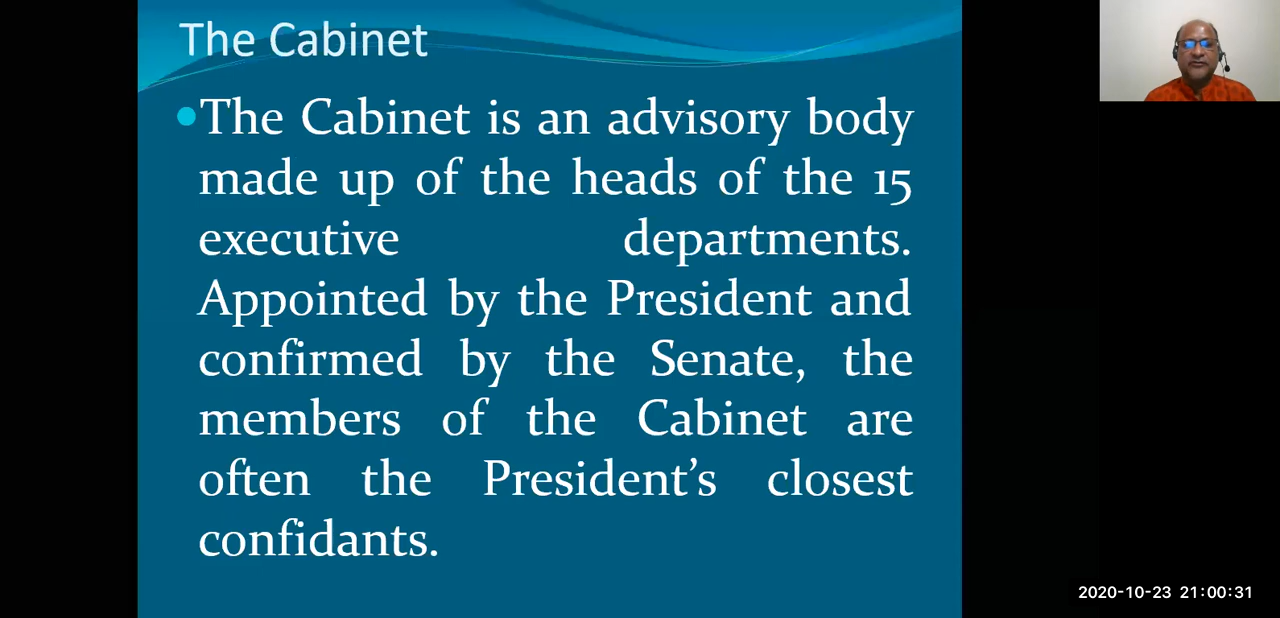 The Cabinet
The Cabinet is an advisory body
made up of the heads of the 15
executive departments.
Appointed by the President and
confirmed by the Senate, the
members of the Cabinet are
often the President’s closest
confidants.
2020-10-23 21:00:31